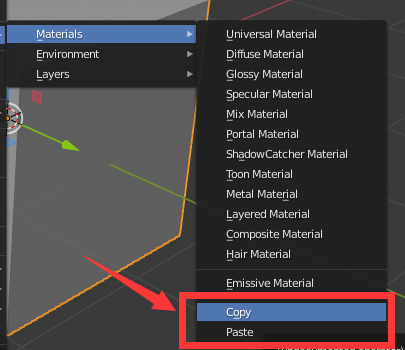 Materials
Environment
Layers
Universal Material
Diffuse Material
Glossy Material
Specular Material
Mix Material
Portal Material
ShadowCatcher Material
Toon Material
Metal Material
Layered Material
Composite Material
Hair Material
Emissive Material
Copy
Paste